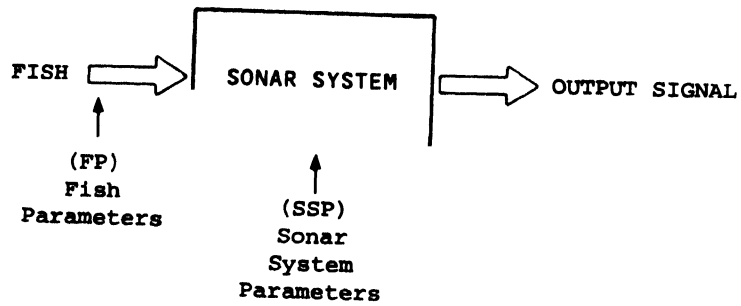 FISH
SONAR SYSTEM
OUTPUT SIGNAL
(FP)
Fish
Parameters
(SSP)
Sonar
System
Parameters